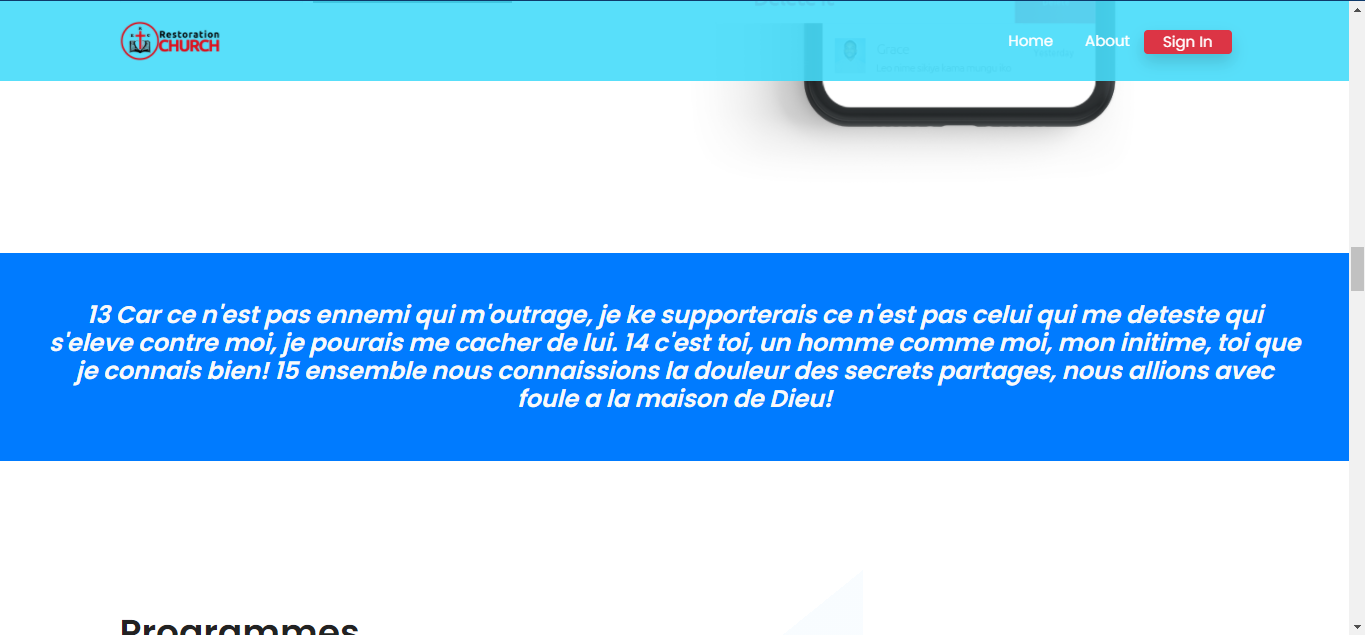 Delete it
Restoration
CHURCH
Home
About
Sign In
Grace
13 Car ce n'est pas ennemi qui m'outrage, je ke supporterais ce n'est pas celui qui me deteste qui
s'eleve contre moi, je pourais me cacher de lui. 14 c'est toi, un homme comme moi, mon initime, toi que
je connais bien! 15 ensemble nous connaissions la douleur des secrets partages, nous allions avec
foule a la maison de Dieu!
Programmes